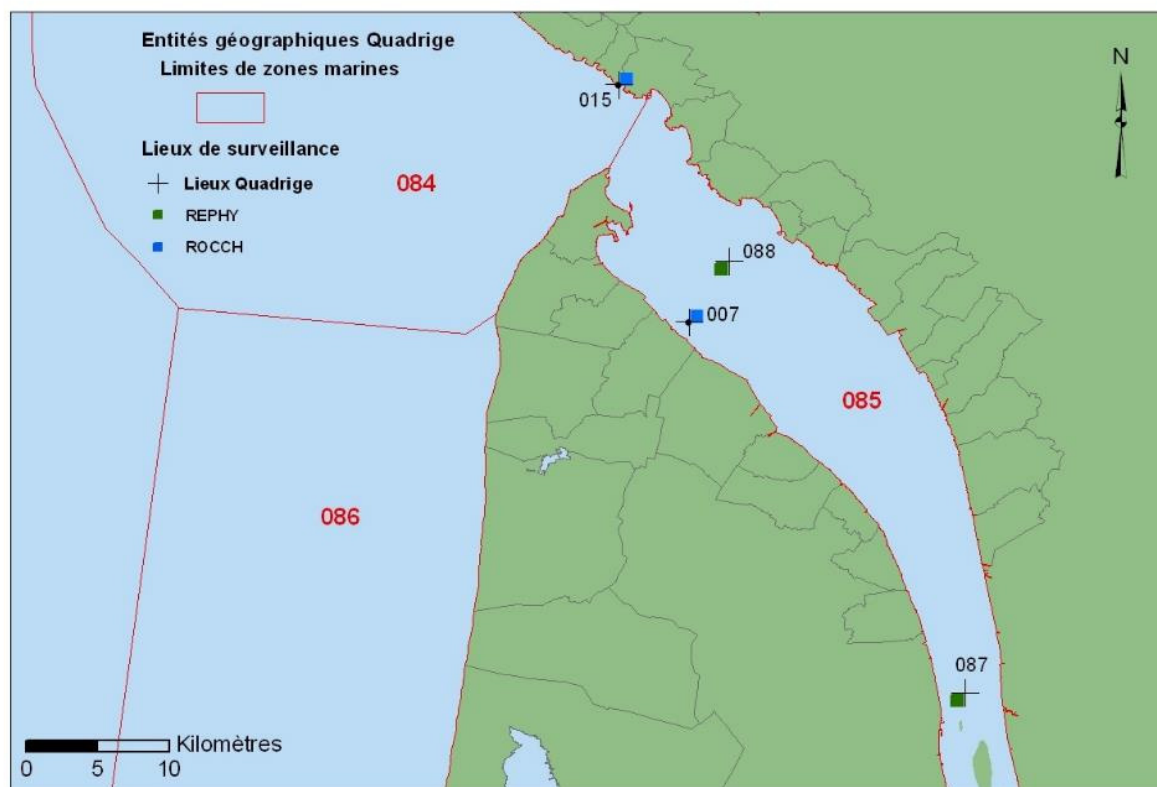 Entités géographiques Quadrige
Limites de zones marines
Lieux de surveillance
Lieux Quadrige
REPHY
ROCCH
N
015
084
088
007
085
086
087
Kilomètres
0 5 10